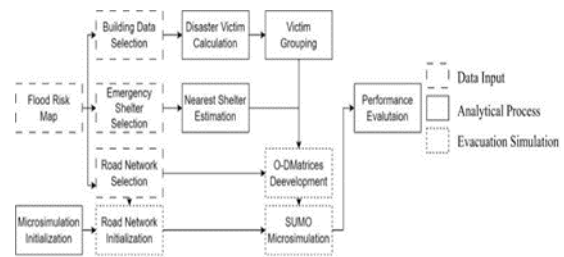 Building Data
Selection
Disaster Victim
Calculation
Victim
Grouping
Flood Risk
Map
Emergency
Shelter
Selection
Nearest Shelter
Estimation
Performance
Evalutaion
Data Input
Analytical Process
Evacuation Simulation
Road Network
Selection
O-DMatrices
Deevelopment
Microsimulation
Initialization
Road Network
Initialization
SUMO
Microsimulation